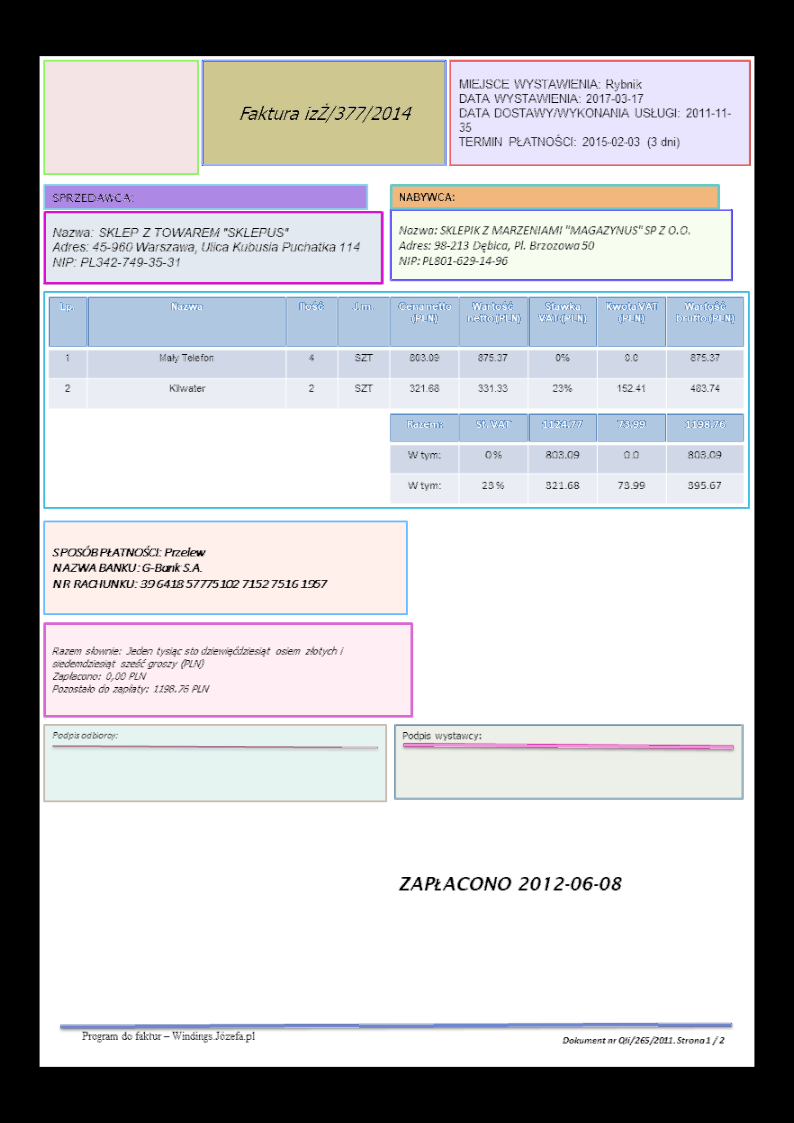 Faktura izŻ/377/2014
MIEJSCE WYSTAWIENIA: Rybnik
DATA WYSTAWIENIA: 2017-03-17
DATA DOSTAWY/WYKONANIA USŁUGI: 2011-11-
35
TERMIN PŁATNOŚCI: 2015-02-03 (3 dni)
SPRZEDAWCA:
Nazwa: SKLEP Z TOWAREM "SKLEPUS"
Adres: 45-960 Warszawa, Ulica Kubusia Puchatka 114
NIP: PL342-749-35-31
NABYWCA:
Nazwa: SKLEPIK Z MARZENIAMI "MAGAZYNUS" SP Z O.O.
Adres: 98-213 Dębica, Pl. Brzozowa 50
NIP: PL801-629-14-96
Lp. Nazwa Ilość J.m. Cena netto (PLN) Wartość netto (PLN) Stawka VAT (PLN) Kwota VAT (PLN) Wartość brutto (PLN)
1 Mały Telefon 4 SZT 803.09 875.37 0% 0.0 875.37
2 Kilwater 2 SZT 321.68 331.33 23% 152.41 483.74
Razem: St. VAT 1124.77 73.99 1198.76
W tym: 0% 803.09 0.0 803.09
W tym: 23% 321.68 73.99 395.67
SPOSÓB PŁATNOŚCI: Przelew
NAZWA BANKU: G-Bank S.A.
NR RACHUNKU: 39 6418 5777 5102 7152 7516 1957
Razem słownie: Jeden tysiąc sto dziewięćdziesiąt osiem złotych i
siedemdziesiąt sześć groszy (PLN)
Zapłacono: 0,00 PLN
Pozostało do zapłaty: 1198.76 PLN
Podpis odbiorcy:
Podpis wystawcy:
ZAPŁACONO 2012-06-08
Program do faktur – Windings.Józefa.pl
Dokument nr Qli/265/2011. Strona 1 / 2